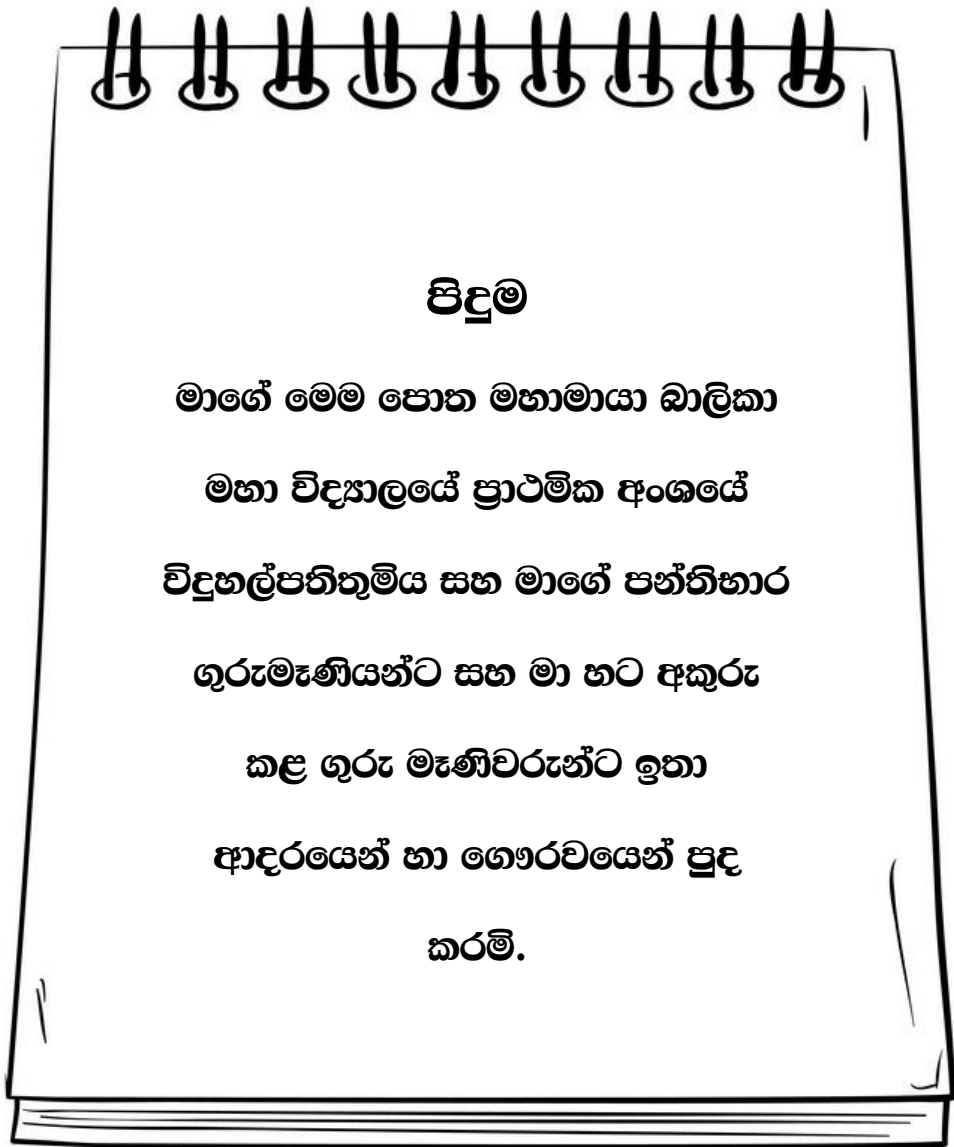 පිදුම
මාගේ මෙම පොත මහාමායා බාලිකා
මහා විද්‍යාලයේ ප්‍රාථමික අංශයේ
විදුහල්පතිතුමිය සහ මාගේ පන්තිභාර
ගුරුමෑණියන්ට සහ මා හට අකුරු
කළ ගුරු මෑණිවරුන්ට ඉතා
ආදරයෙන් හා ගෞරවයෙන් පුද
කරමි.